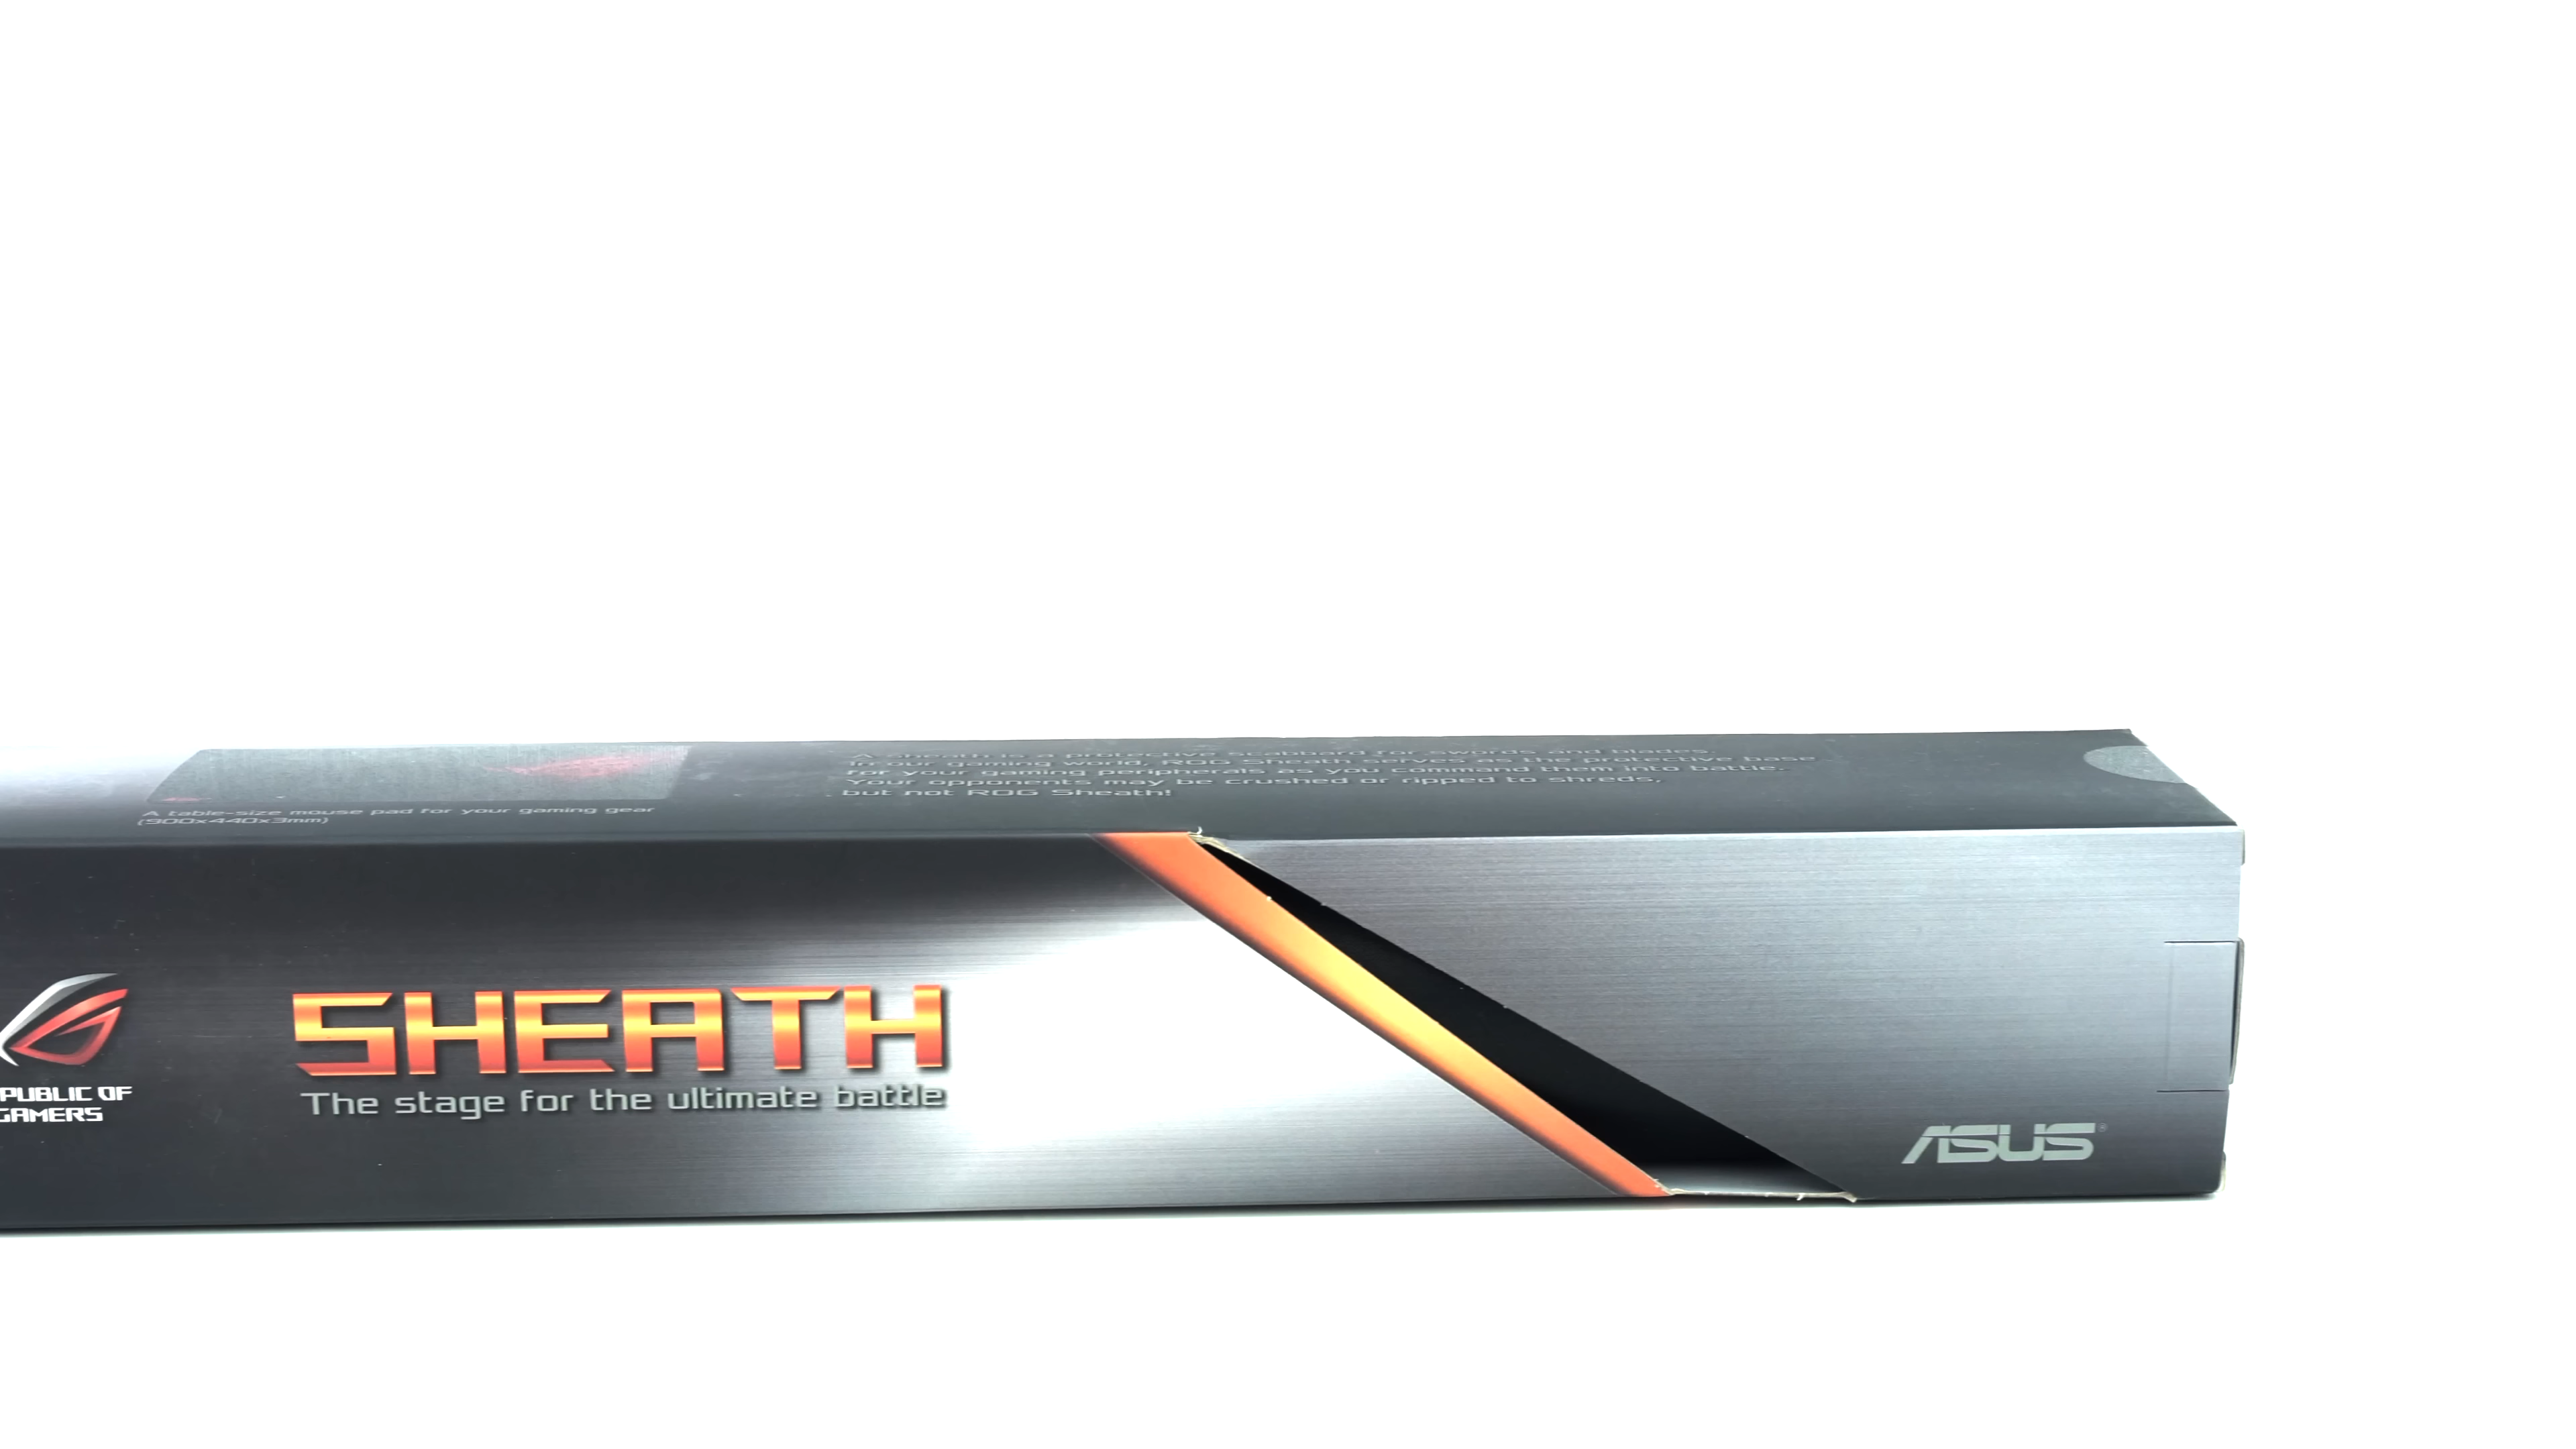 A sheath is a protective scabbard for swords and blades.
In our gaming world, ROG Sheath serves as the protective base
for your gaming peripherals as you command them into battle.
Your opponents may be crushed or ripped to shreds,
but not ROG Sheath!
A table-size mouse pad for your gaming gear
(900x440x3mm)
SHEATH
The stage for the ultimate battle
PUBLIC OF
GAMERS
ASUS®